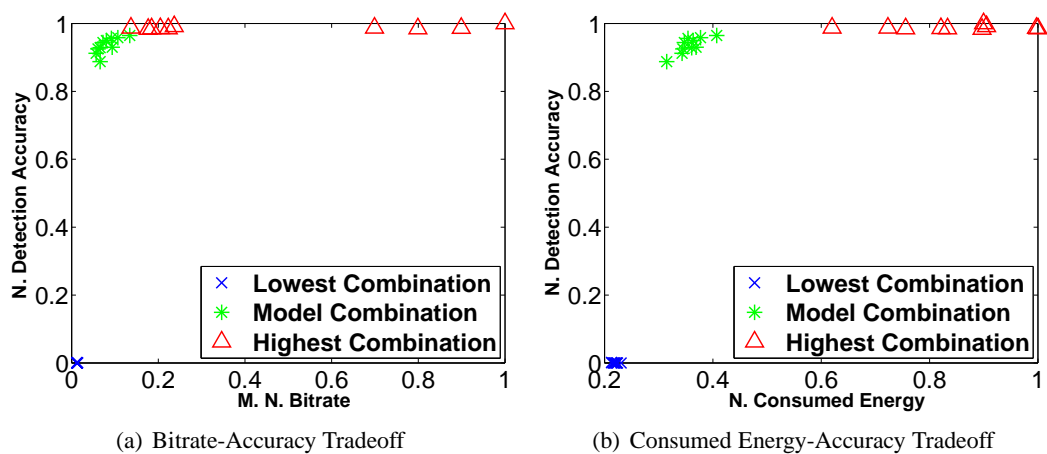 1
0.8
0.6
0.4
0.2
0
0 0.2 0.4 0.6 0.8 1
N. Detection Accuracy
M. N. Bitrate
Lowest Combination
Model Combination
Highest Combination
(a) Bitrate-Accuracy Tradeoff
1
0.8
0.6
0.4
0.2
0
0.2 0.4 0.6 0.8 1
N. Detection Accuracy
N. Consumed Energy
Lowest Combination
Model Combination
Highest Combination
(b) Consumed Energy-Accuracy Tradeoff